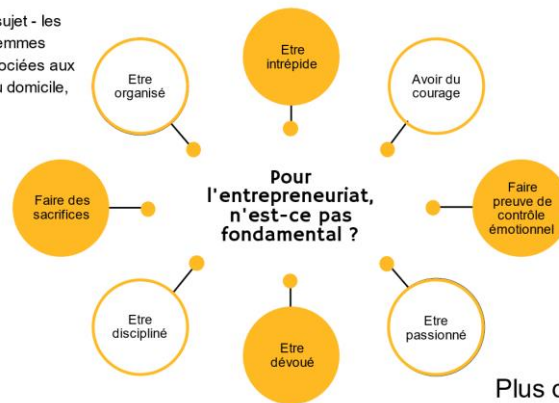 sujet - les
emmes
ociées aux
u domicile,
Etre
organisé
Etre
intrépide
Avoir du
courage
Faire des
sacrifices
Pour
l'entrepreneuriat,
n'est-ce pas
fondamental ?
Faire
preuve de
contrôle
émotionnel
Etre
discipliné
Etre
dévoué
Etre
passionné
Plus